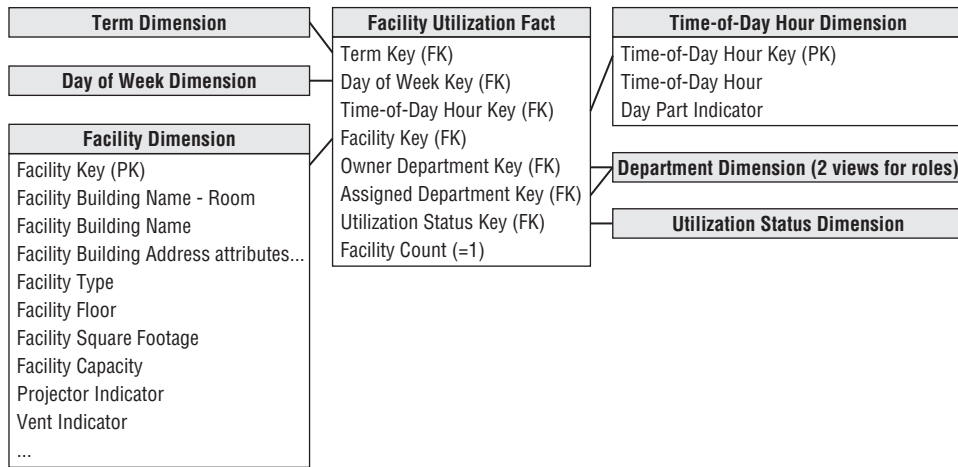 Term Dimension
Day of Week Dimension
Facility Dimension
Facility Key (PK)
Facility Building Name - Room
Facility Building Name
Facility Building Address attributes...
Facility Type
Facility Floor
Facility Square Footage
Facility Capacity
Projector Indicator
Vent Indicator
...
Facility Utilization Fact
Term Key (FK)
Day of Week Key (FK)
Time-of-Day Hour Key (FK)
Facility Key (FK)
Owner Department Key (FK)
Assigned Department Key (FK)
Utilization Status Key (FK)
Facility Count (=1)
Time-of-Day Hour Dimension
Time-of-Day Hour Key (PK)
Time-of-Day Hour
Day Part Indicator
Department Dimension (2 views for roles)
Utilization Status Dimension